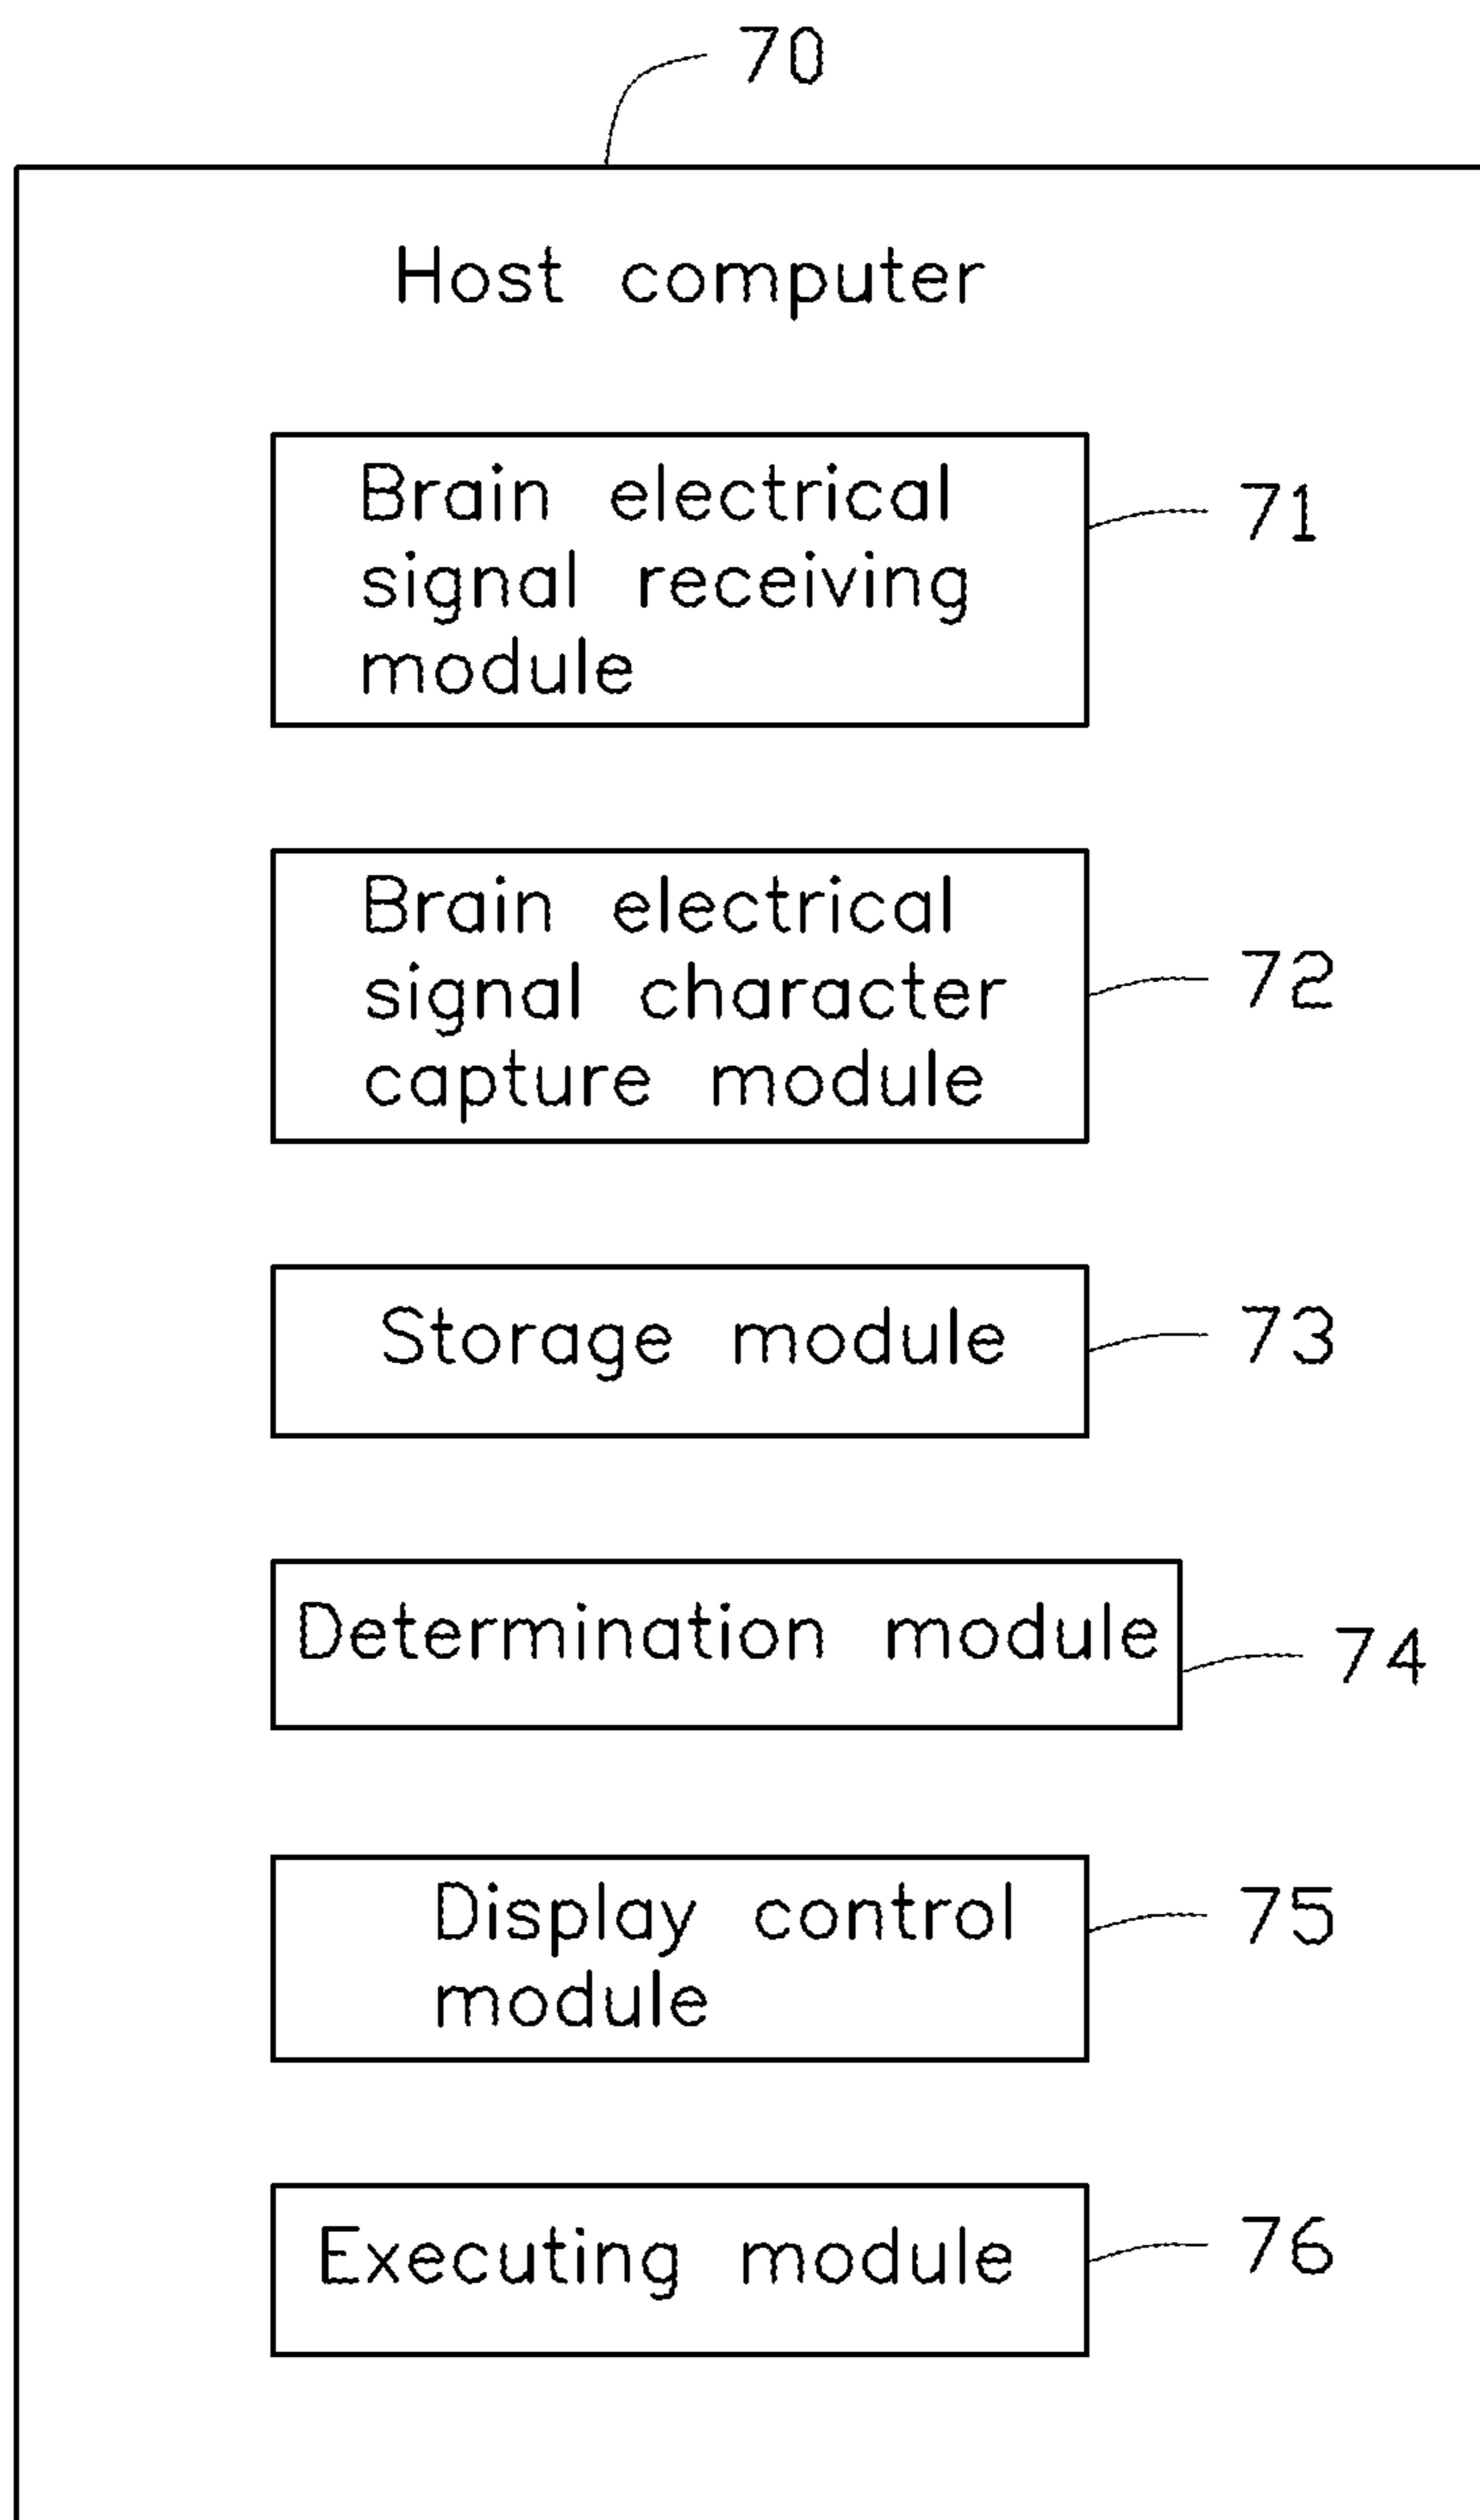 70
Host computer
Brain electrical
signal receiving
module
71
Brain electrical
signal character
capture module
72
Storage module
73
Determination module
74
Display control
module
75
Executing module
76